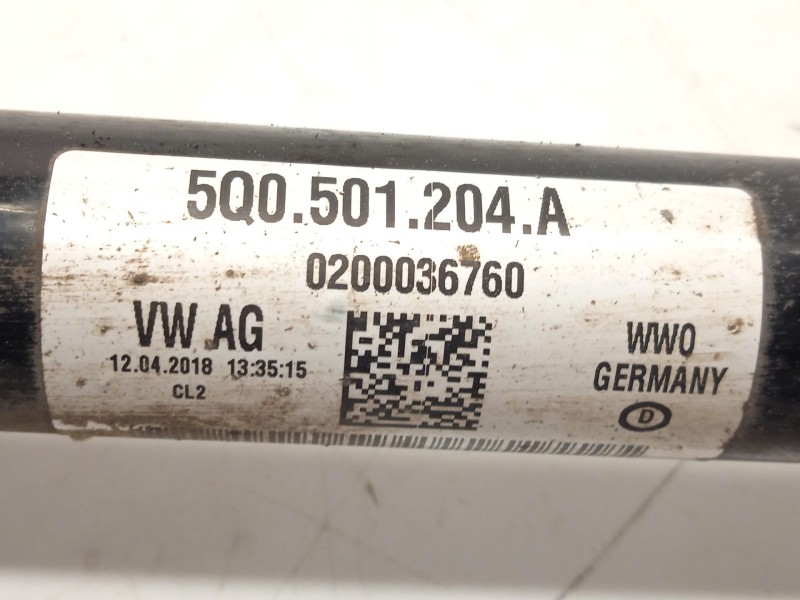 5Q0.501.204.A
0200036760
VW AG
12.04.2018 13:35:15
CL2
WWO
GERMANY
D